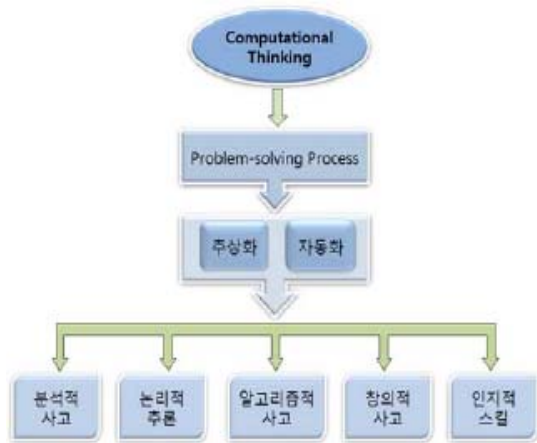 Computational
Thinking
Problem-solving Process
추상화
자동화
분석적
사고
논리적
추론
알고리즘적
사고
창의적
사고
인지적
스킬